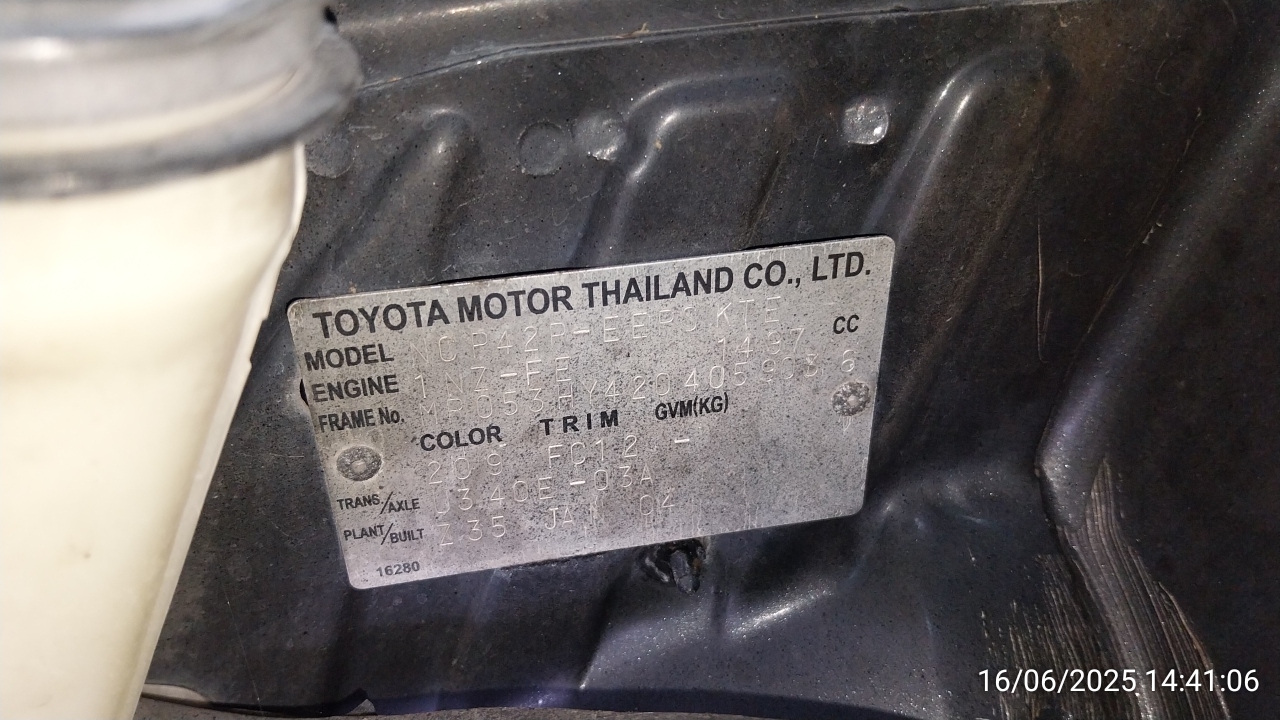 TOYOTA MOTOR THAILAND CO., LTD.
MODEL NCP42R-EEPSKTE
ENGINE 1NZ-FE 1497 CC
FRAME No.
COLOR TRIM GVM(KG)
209 FC12 -
TRANS./AXLE U340E-03A
PLANT/BUILT Z35 JAN 04
16280
16/06/2025 14:41:06